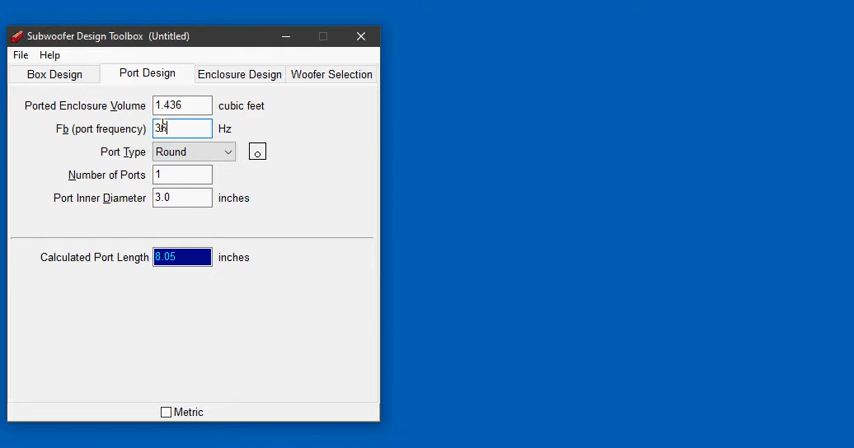 Subwoofer Design Toolbox (Untitled)
File Help
Box Design Port Design Enclosure Design Woofer Selection
Ported Enclosure Volume 1.436 cubic feet
Fb (port frequency) Hz
Port Type Round
Number of Ports 1
Port Inner Diameter 3.0 inches
Calculated Port Length 8.05 inches
Metric